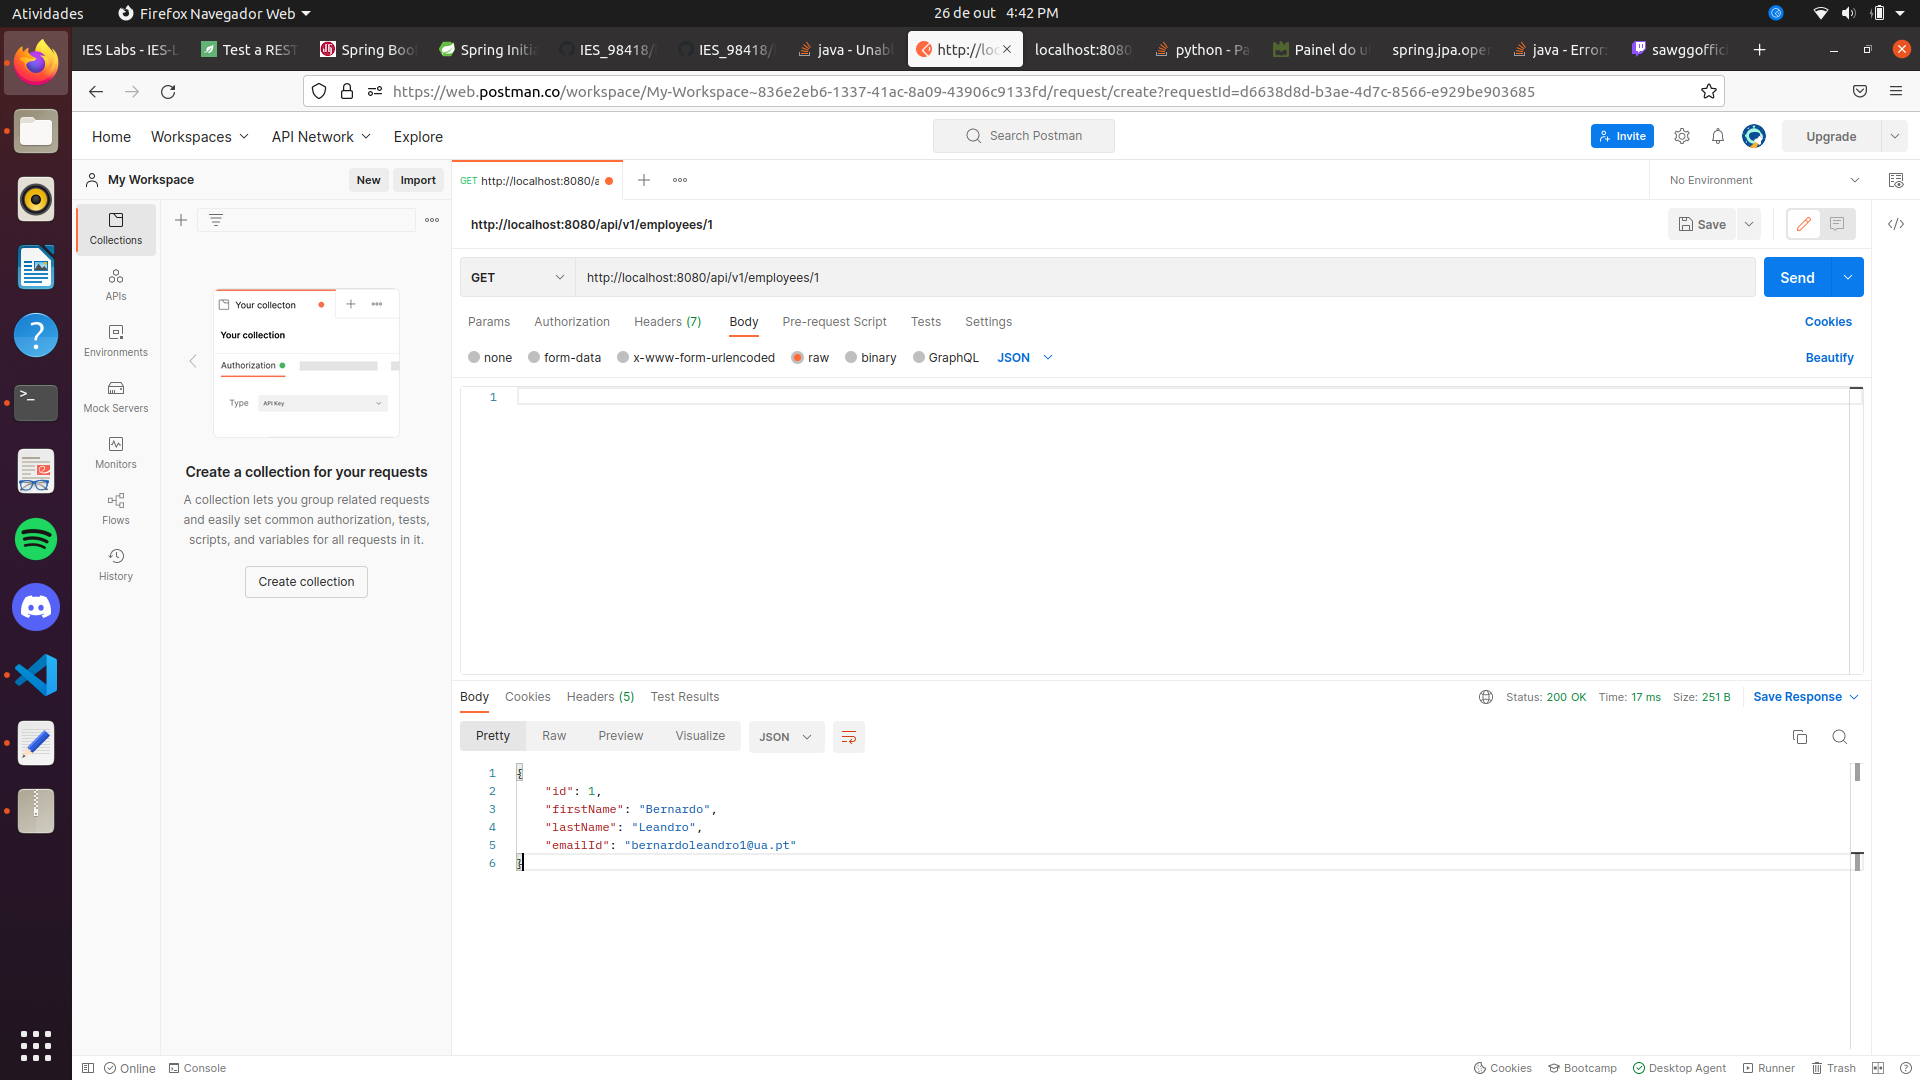 Atividades
Firefox Navegador Web
26 de out 4:42 PM
IES Labs - IES-L
Test a REST
Spring Boo
Spring Initia
IES_98418/
IES_98418/
java - Unabl
http://loc
localhost:8080
python - Pa
Painel do u
spring.jpa.ope
java - Error:
sawggoffici
https://web.postman.co/workspace/My-Workspace~836e2eb6-1337-41ac-8a09-43906c9133fd/request/create?requestId=d6638d8d-b3ae-4d7c-8566-e929be903685
Home
Workspaces
API Network
Explore
Search Postman
Invite
Upgrade
My Workspace
New
Import
GET http://localhost:8080/a
No Environment
http://localhost:8080/api/v1/employees/1
Save
GET
http://localhost:8080/api/v1/employees/1
Send
Params
Authorization
Headers (7)
Body
Pre-request Script
Tests
Settings
Cookies
none
form-data
x-www-form-urlencoded
raw
binary
GraphQL
JSON
Beautify
1
Collections
APIs
Environments
Mock Servers
Monitors
Flows
History
Your collecton
Your collection
Authorization
Type
API Key
Create a collection for your requests
A collection lets you group related requests
and easily set common authorization, tests,
scripts, and variables for all requests in it.
Create collection
Body
Cookies
Headers (5)
Test Results
Status: 200 OK
Time: 17 ms
Size: 251 B
Save Response
Pretty
Raw
Preview
Visualize
JSON
1 {
2 "id": 1,
3 "firstName": "Bernardo",
4 "lastName": "Leandro",
5 "emailId": "bernardoleandro1@ua.pt"
6 }
Online
Console
Cookies
Bootcamp
Desktop Agent
Runner
Trash